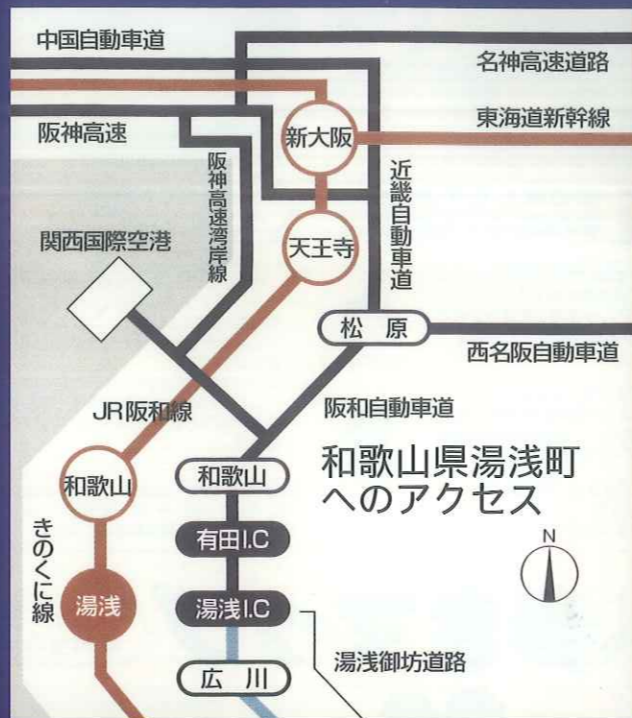 中国自動車道
名神高速道路
東海道新幹線
阪神高速
新大阪
阪神高速湾岸線
近畿自動車道
関西国際空港
天王寺
松原
西名阪自動車道
JR阪和線
阪和自動車道
和歌山県湯浅町
へのアクセス
和歌山
和歌山
有田I.C
N
きのくに線
湯浅
湯浅I.C
湯浅御坊道路
広川